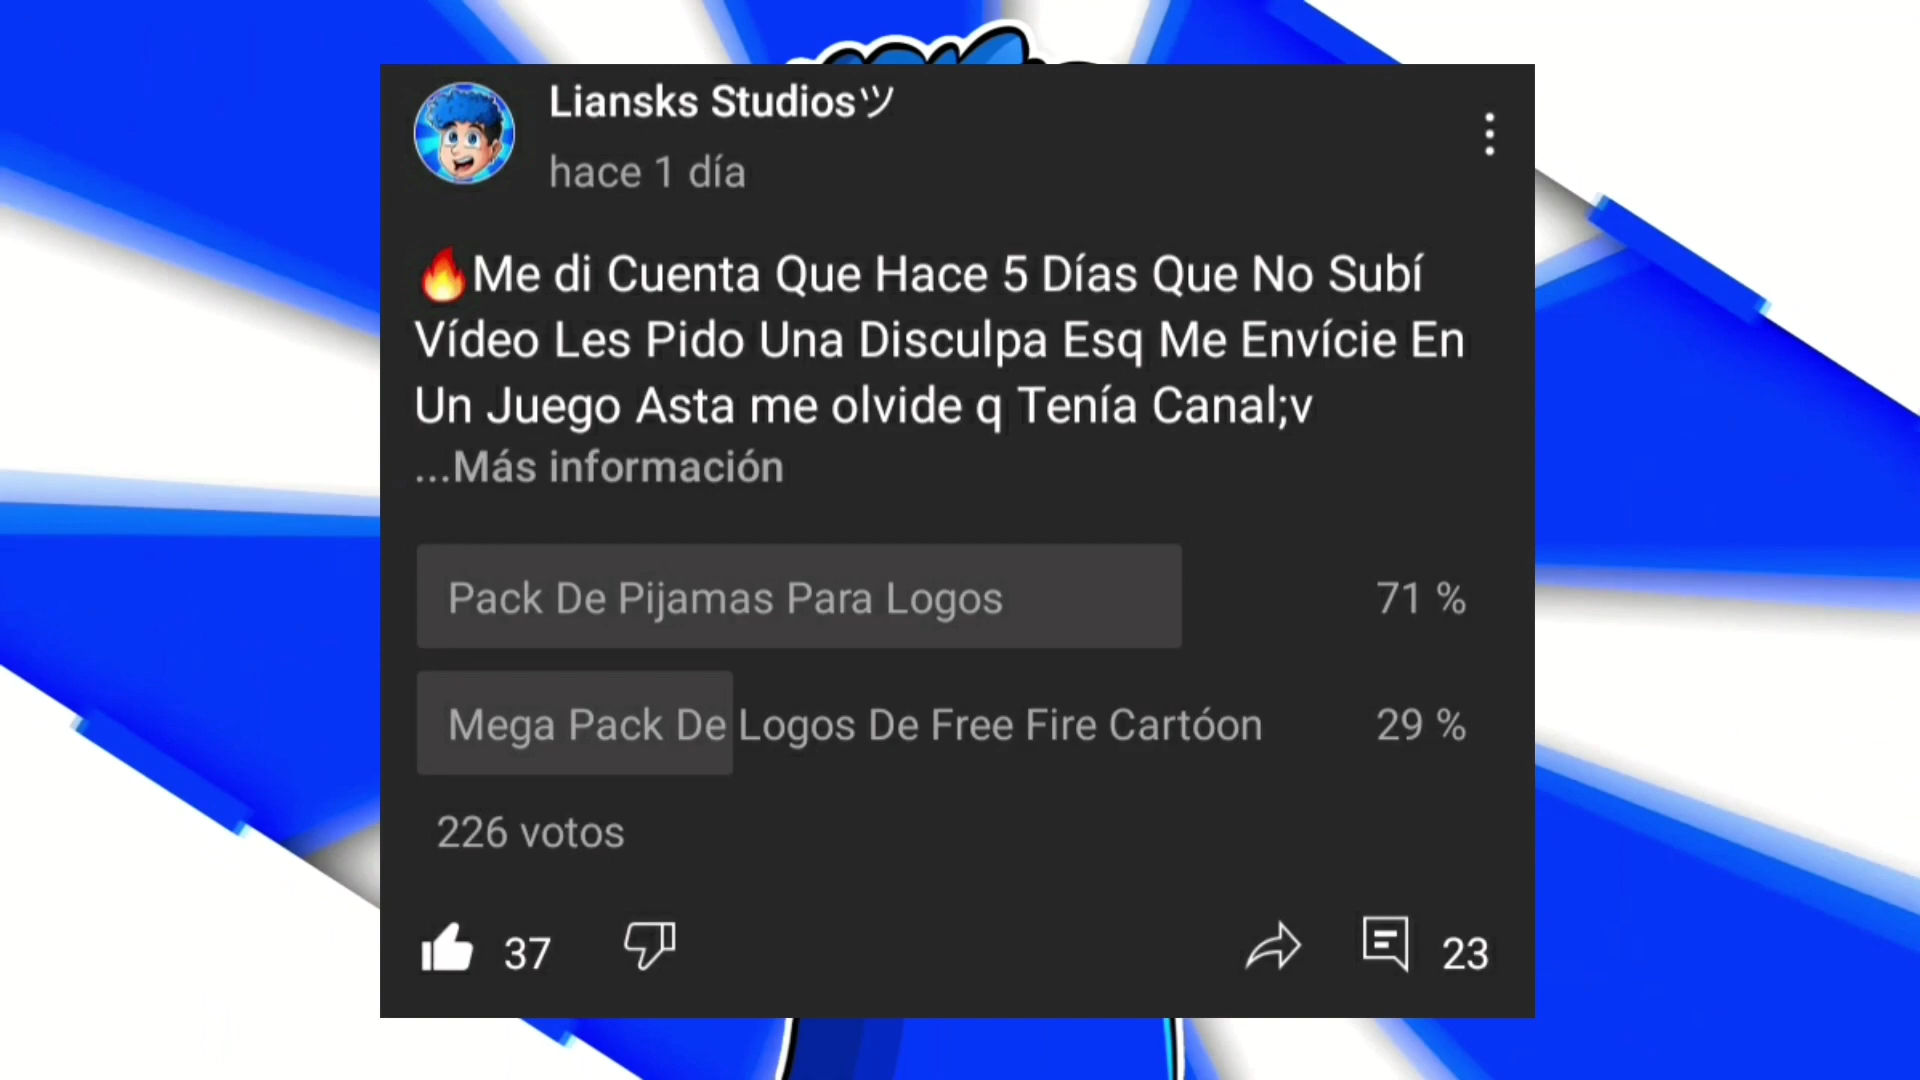 Liansks Studiosツ
hace 1 día
🔥Me di Cuenta Que Hace 5 Días Que No Subí
Vídeo Les Pido Una Disculpa Esq Me Envície En
Un Juego Asta me olvide q Tenía Canal;v
...Más información
Pack De Pijamas Para Logos 71 %
Mega Pack De Logos De Free Fire Cartóon 29 %
226 votos
37 23